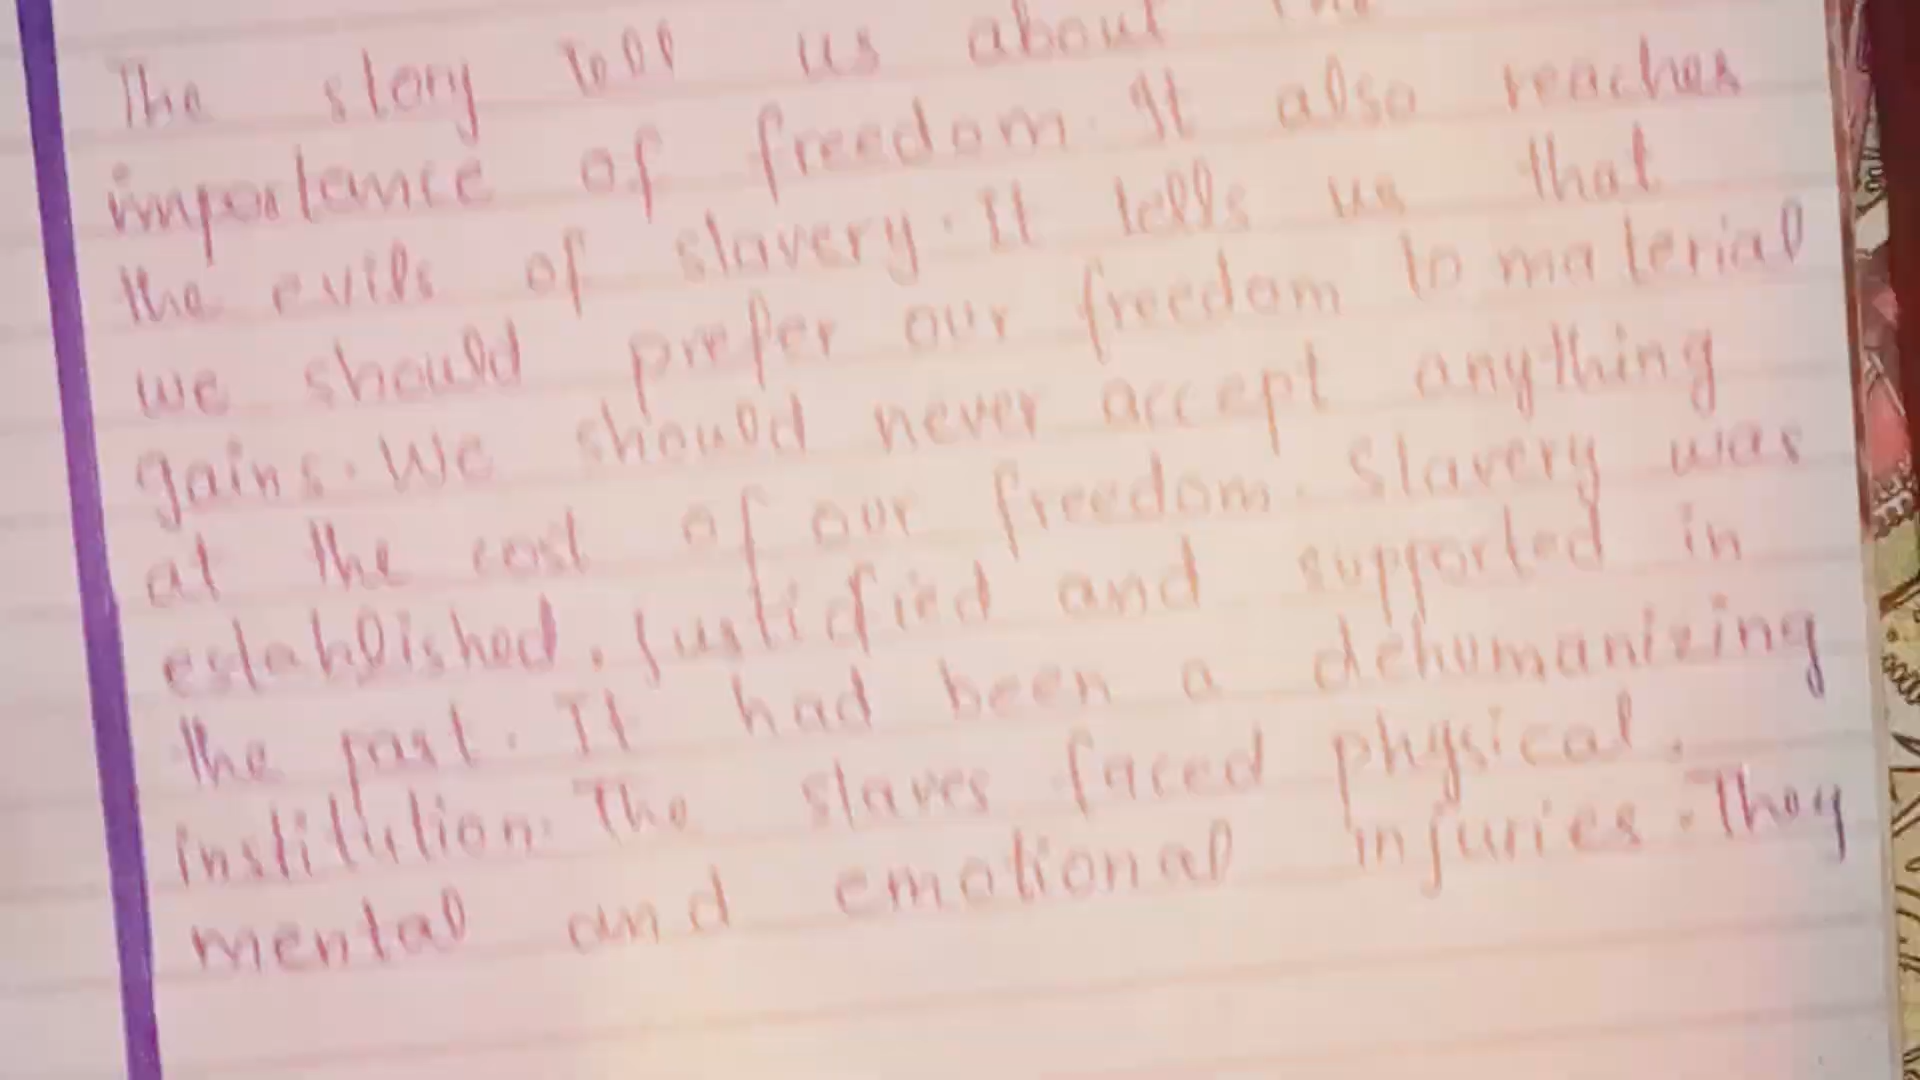 The story tell us about the
importance of freedom. It also reaches
the evils of slavery. It tells us that
we should prefer our freedom to material
gains. We should never accept anything
at the cost of our freedom. Slavery was
established, Justified and supported in
the past. It had been a dehumanizing
institution. The slaves faced physical,
mental and emotional injuries. They